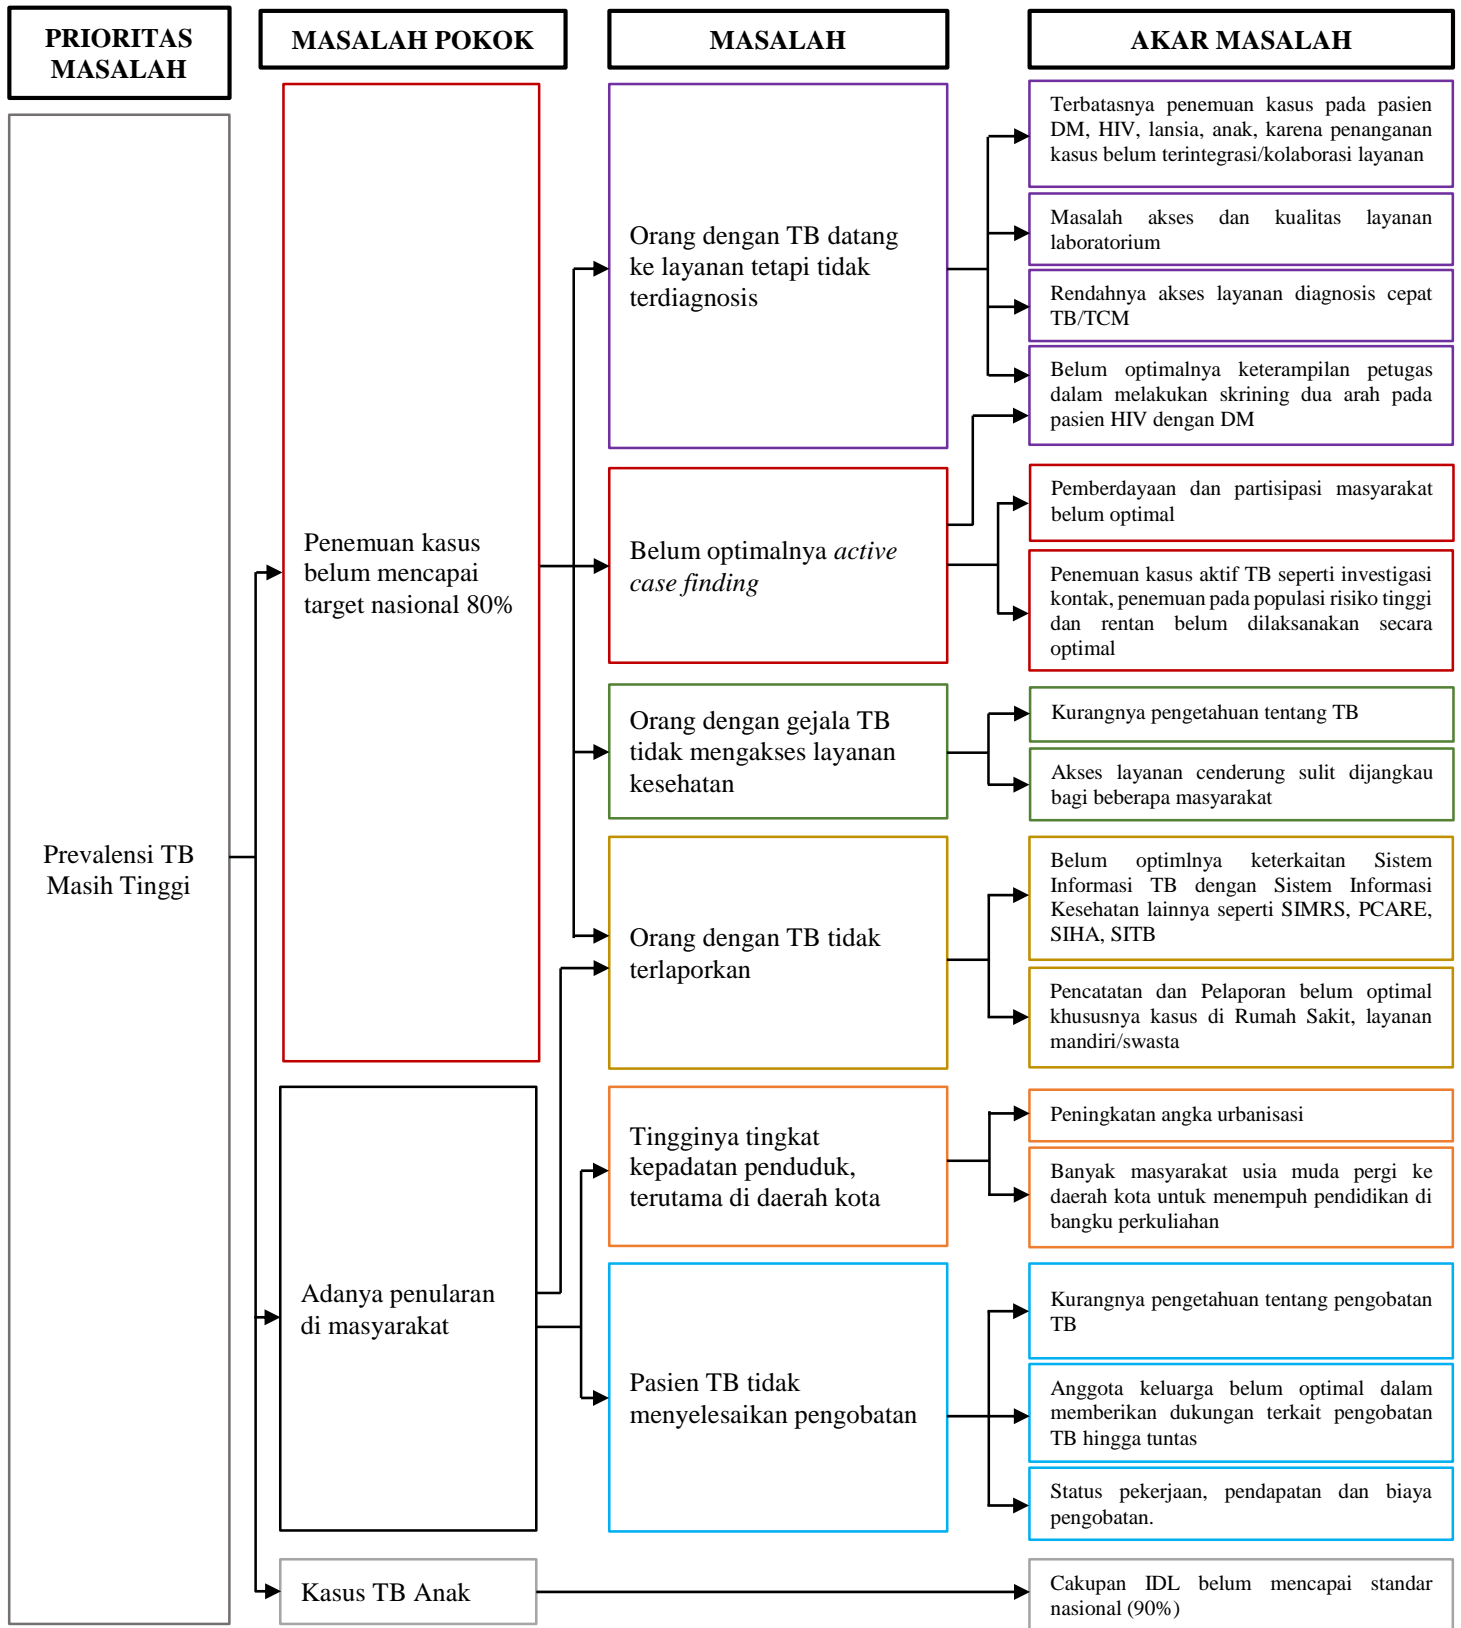 PRIORITAS
MASALAH
MASALAH POKOK
MASALAH
AKAR MASALAH
Prevalensi TB
Masih Tinggi
Penemuan kasus
belum mencapai
target nasional 80%
Orang dengan TB datang
ke layanan tetapi tidak
terdiagnosis
Terbatasnya penemuan kasus pada pasien
DM, HIV, lansia, anak, karena penanganan
kasus belum terintegrasi/kolaborasi layanan
Masalah akses dan kualitas layanan
laboratorium
Rendahnya akses layanan diagnosis cepat
TB/TCM
Belum optimalnya keterampilan petugas
dalam melakukan skrining dua arah pada
pasien HIV dengan DM
Belum optimalnya active
case finding
Pemberdayaan dan partisipasi masyarakat
belum optimal
Penemuan kasus aktif TB seperti investigasi
kontak, penemuan pada populasi risiko tinggi
dan rentan belum dilaksanakan secara
optimal
Orang dengan gejala TB
tidak mengakses layanan
kesehatan
Kurangnya pengetahuan tentang TB
Akses layanan cenderung sulit dijangkau
bagi beberapa masyarakat
Orang dengan TB tidak
terlaporkan
Belum optimlnya keterkaitan Sistem
Informasi TB dengan Sistem Informasi
Kesehatan lainnya seperti SIMRS, PCARE,
SIHA, SITB
Pencatatan dan Pelaporan belum optimal
khususnya kasus di Rumah Sakit, layanan
mandiri/swasta
Adanya penularan
di masyarakat
Tingginya tingkat
kepadatan penduduk,
terutama di daerah kota
Peningkatan angka urbanisasi
Banyak masyarakat usia muda pergi ke
daerah kota untuk menempuh pendidikan di
bangku perkuliahan
Pasien TB tidak
menyelesaikan pengobatan
Kurangnya pengetahuan tentang pengobatan
TB
Anggota keluarga belum optimal dalam
memberikan dukungan terkait pengobatan
TB hingga tuntas
Status pekerjaan, pendapatan dan biaya
pengobatan.
Kasus TB Anak
Cakupan IDL belum mencapai standar
nasional (90%)